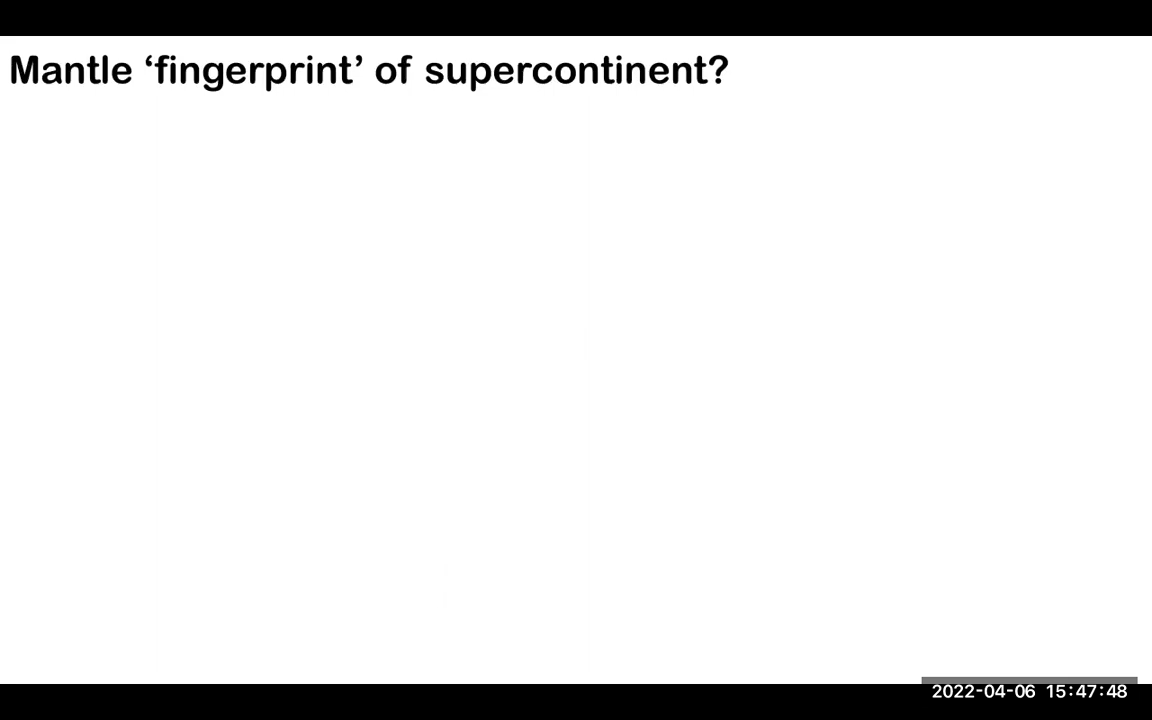 Mantle ‘fingerprint’ of supercontinent?
2022-04-06 15:47:48